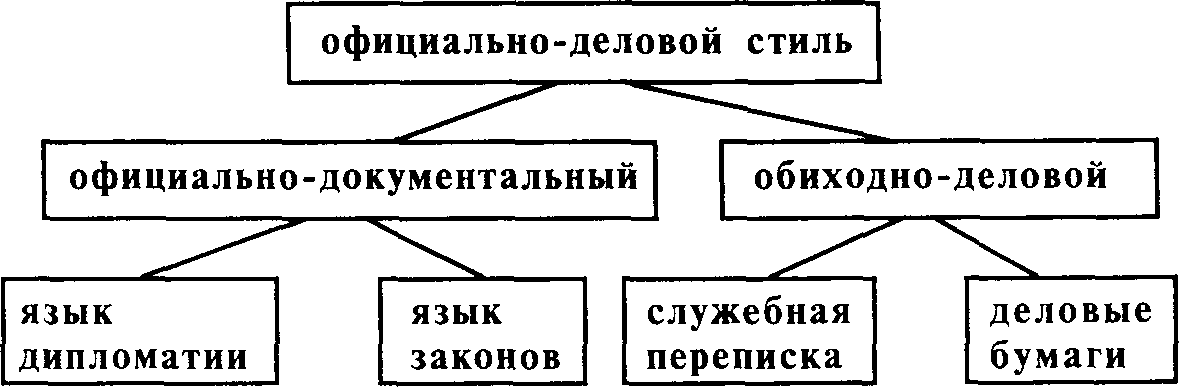 официально-деловой стиль
официально-документальный
обиходно-деловой
язык
дипломатии
язык
законов
служебная
переписка
деловые
бумаги